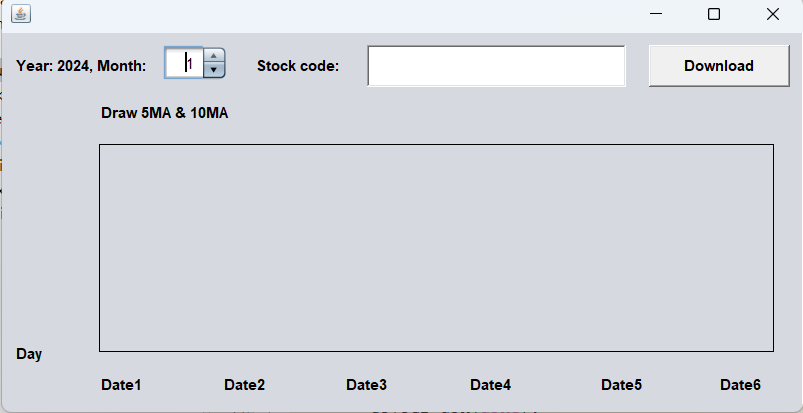 Year: 2024, Month: 1 Stock code: Download
Draw 5MA & 10MA
Day
Date1 Date2 Date3 Date4 Date5 Date6